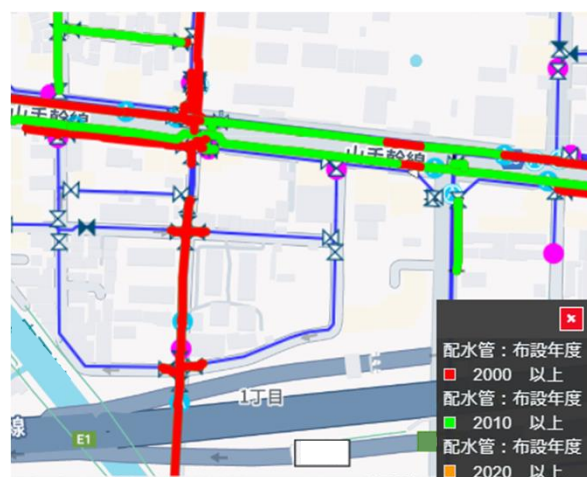 山手幹線
山手幹線
1丁目
線
E1
配水管：布設年度
2000 以上
配水管：布設年度
2010 以上
配水管：布設年度
2020 以上